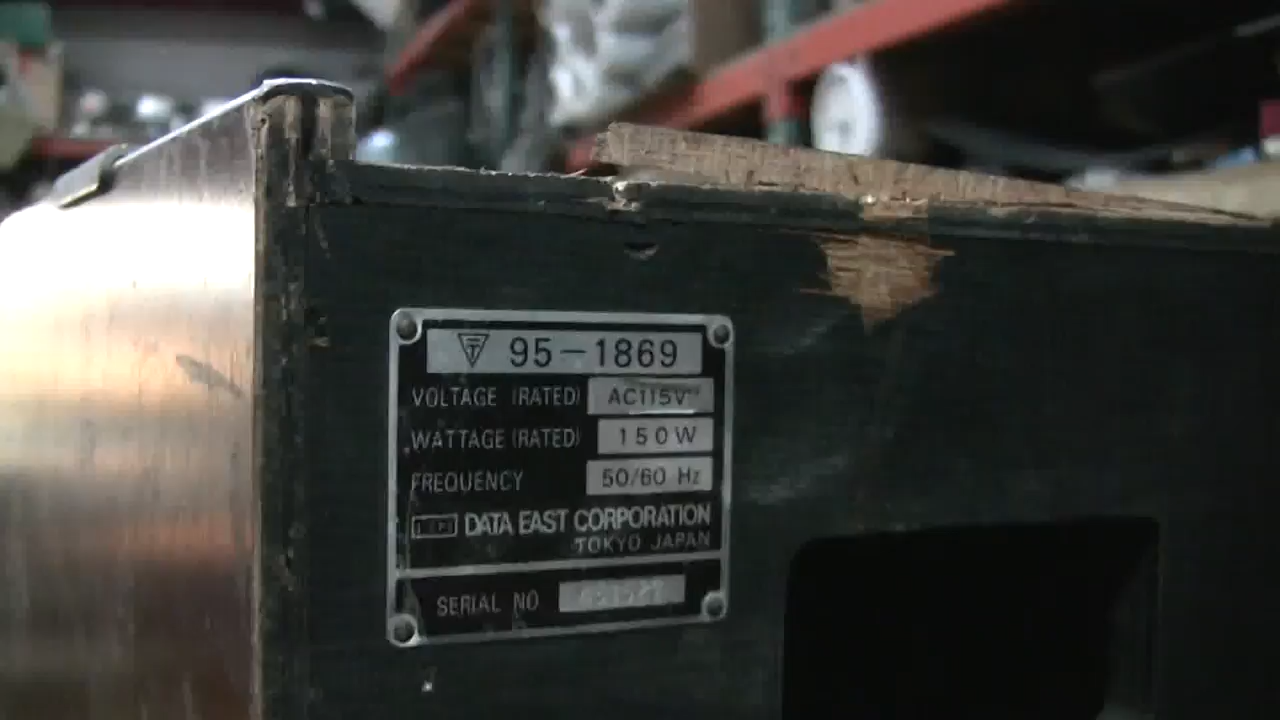 95-1869
VOLTAGE (RATED) AC115V
WATTAGE (RATED) 150W
FREQUENCY 50/60 Hz
DATA EAST CORPORATION
TOKYO JAPAN
SERIAL NO